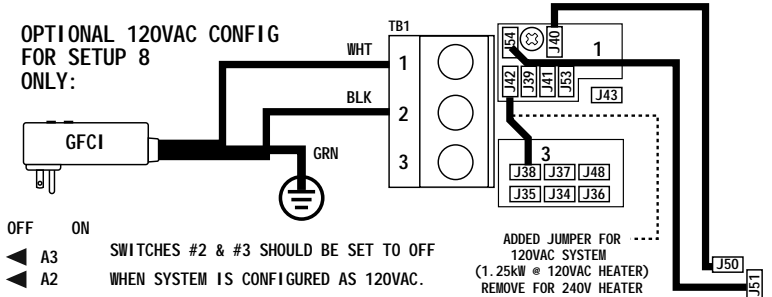 OPTIONAL 120VAC CONFIG
FOR SETUP 8
ONLY:
TB1
WHT
1
BLK
2
GRN
3
GFCI
J54
J40
1
J42
J39
J41
J53
J43
3
J38 J37 J48
J35 J34 J36
OFF ON
A3
A2
SWITCHES #2 & #3 SHOULD BE SET TO OFF
WHEN SYSTEM IS CONFIGURED AS 120VAC.
ADDED JUMPER FOR
120VAC SYSTEM
(1.25kW @ 120VAC HEATER)
REMOVE FOR 240V HEATER
J50
J51